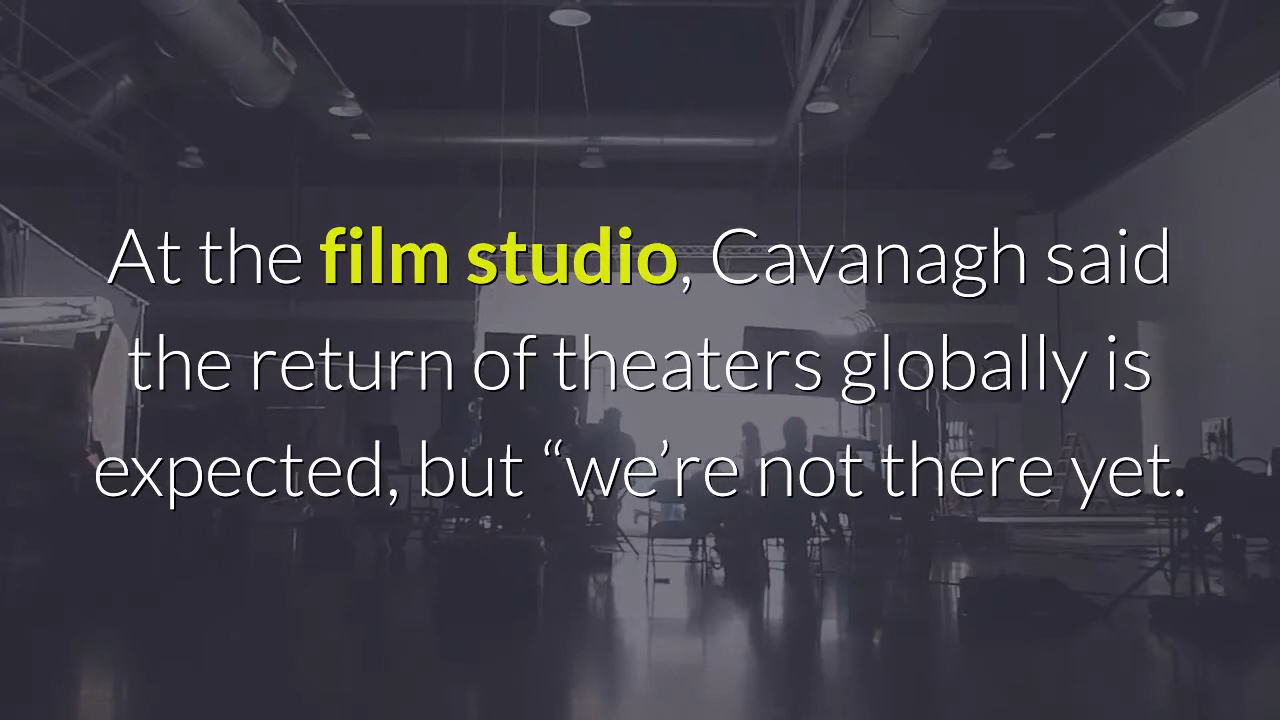 At the film studio, Cavanagh said
the return of theaters globally is
expected, but “we’re not there yet.